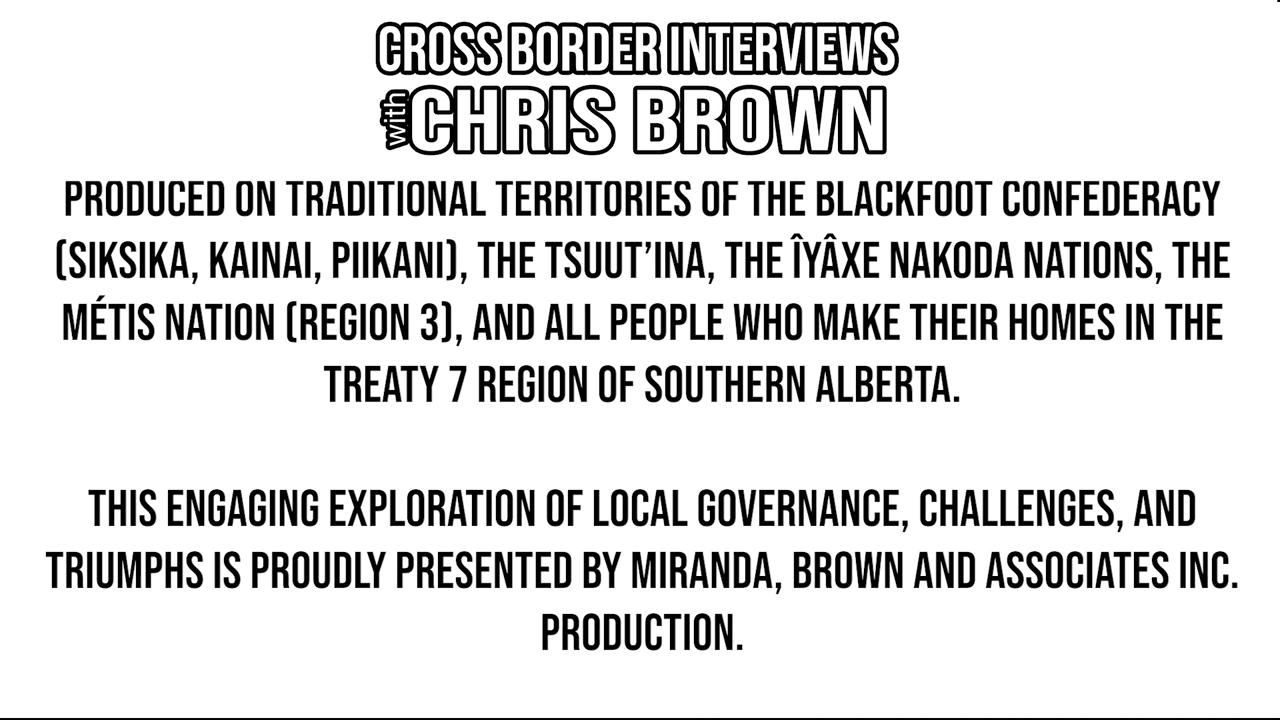 CROSS BORDER INTERVIEWS
with CHRIS BROWN
PRODUCED ON TRADITIONAL TERRITORIES OF THE BLACKFOOT CONFEDERACY
(SIKSIKA, KAINAI, PIIKANI), THE TSUUT’INA, THE ÎYÂXE NAKODA NATIONS, THE
MÉTIS NATION (REGION 3), AND ALL PEOPLE WHO MAKE THEIR HOMES IN THE
TREATY 7 REGION OF SOUTHERN ALBERTA.
THIS ENGAGING EXPLORATION OF LOCAL GOVERNANCE, CHALLENGES, AND
TRIUMPHS IS PROUDLY PRESENTED BY MIRANDA, BROWN AND ASSOCIATES INC.
PRODUCTION.